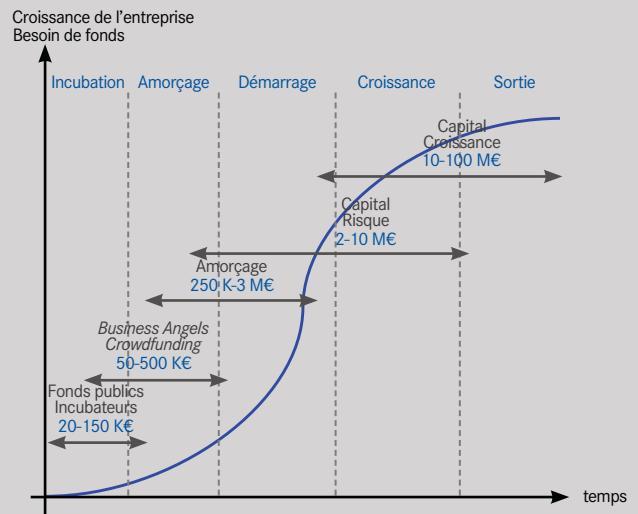 Croissance de l'entreprise
Besoin de fonds
Incubation Amorçage Démarrage Croissance Sortie
Capital
Croissance
10-100 M€
Capital
Risque
2-10 M€
Amorçage
250 K-3 M€
Business Angels
Crowdfunding
50-500 K€
Fonds publics
Incubateurs
20-150 K€
temps